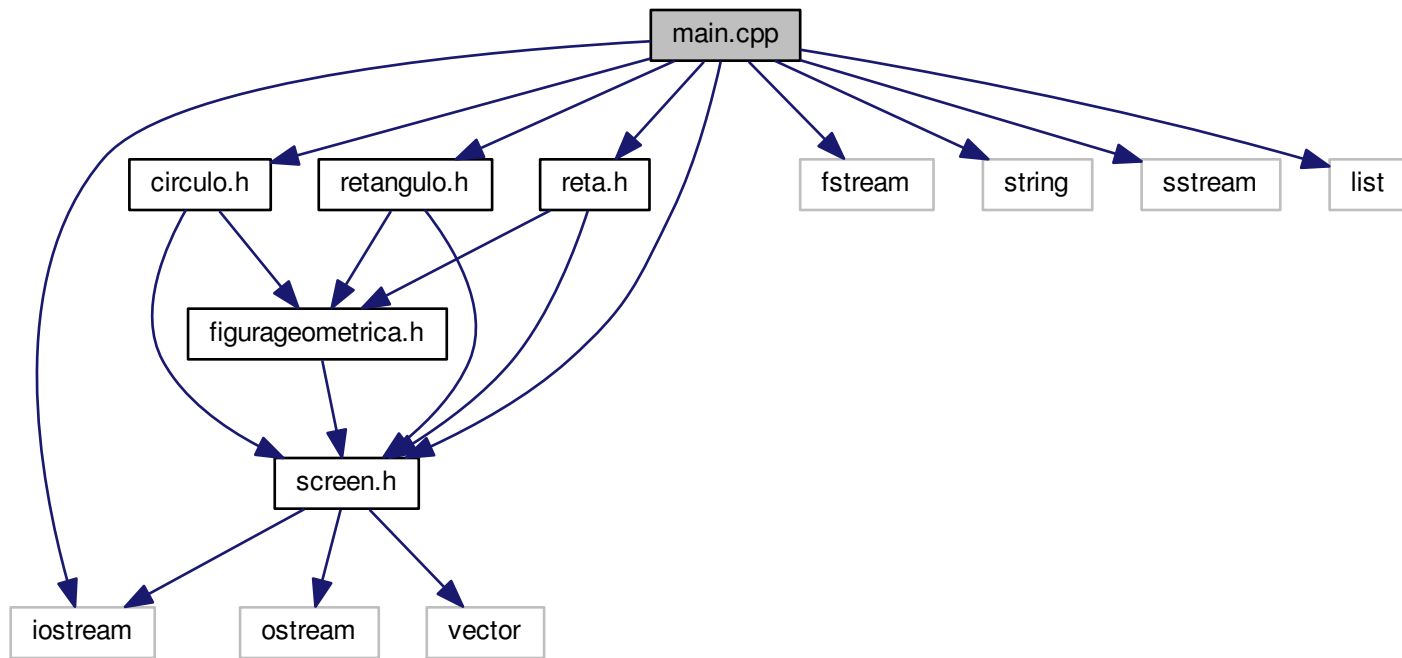 main.cpp
circulo.h
retangulo.h
reta.h
fstream
string
sstream
list
figurageometrica.h
screen.h
iostream
ostream
vector